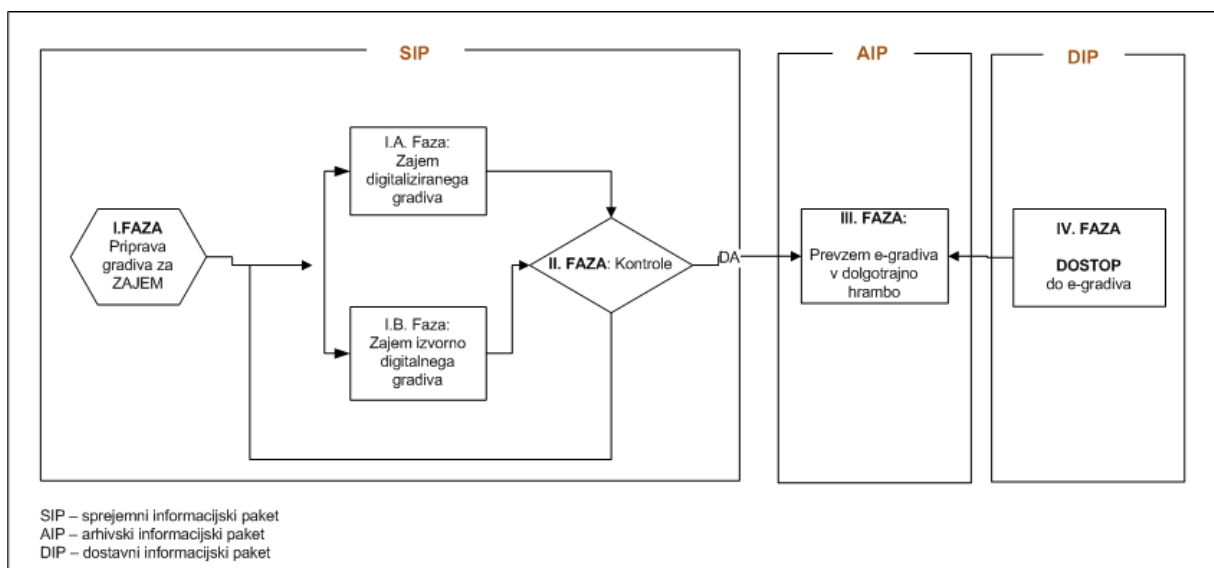 SIP
AIP
DIP
I.FAZA
Priprava
gradiva za
ZAJEM
I.A. Faza:
Zajem
digitaliziranega
gradiva
I.B. Faza:
Zajem izvorno
digitalnega
gradiva
II. FAZA: Kontrole
DA
III. FAZA:
Prevzem e-gradiva
v dolgotrajno
hrambo
IV. FAZA
DOSTOP
do e-gradiva
SIP – sprejemni informacijski paket
AIP – arhivski informacijski paket
DIP – dostavni informacijski paket